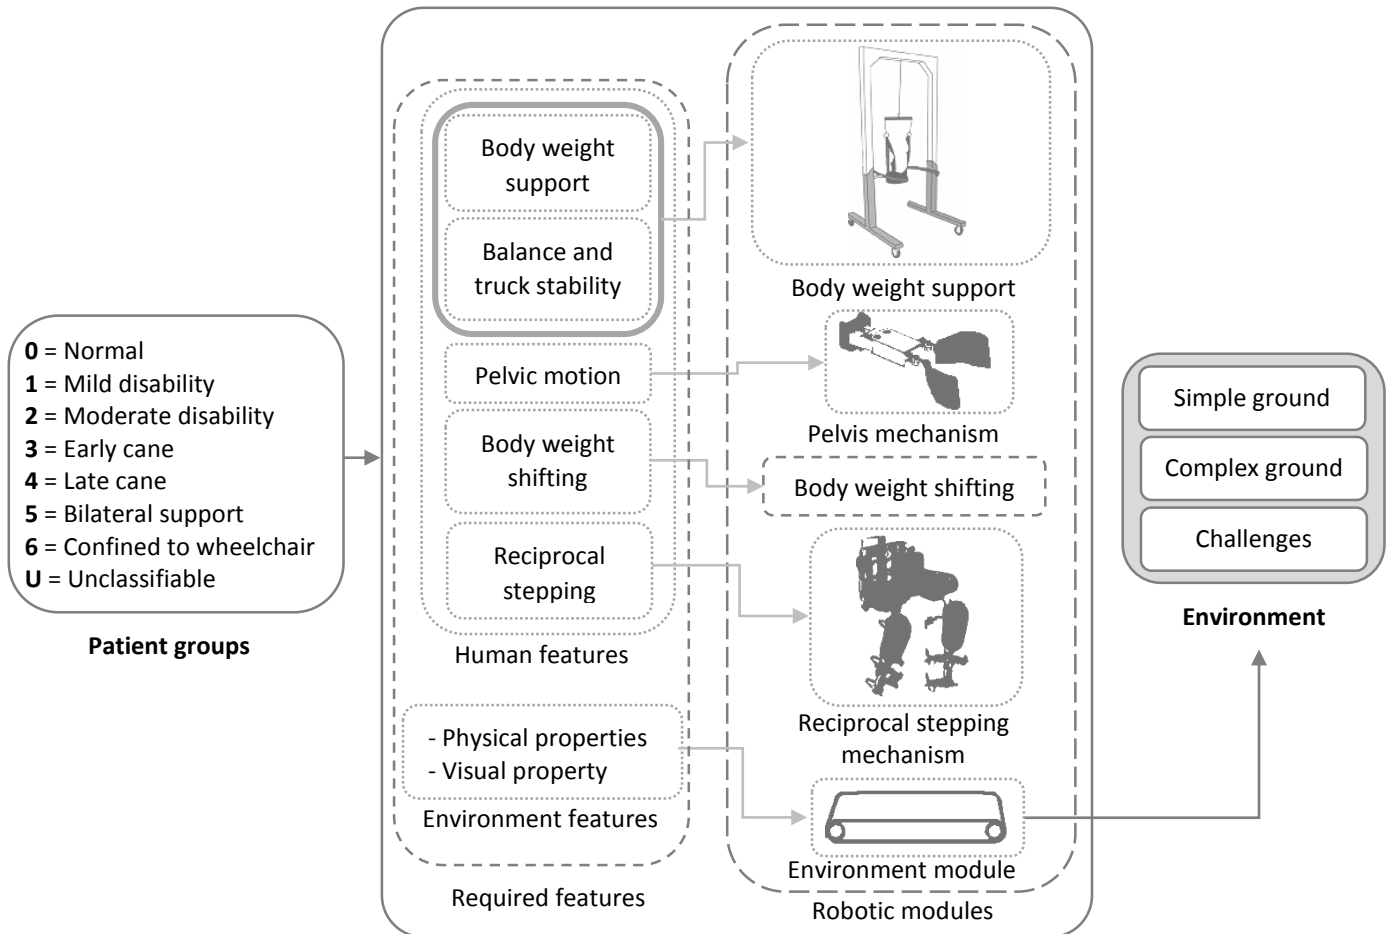 0 = Normal
1 = Mild disability
2 = Moderate disability
3 = Early cane
4 = Late cane
5 = Bilateral support
6 = Confined to wheelchair
U = Unclassifiable
Patient groups
Body weight
support
Balance and
truck stability
Pelvic motion
Body weight
shifting
Reciprocal
stepping
Human features
- Physical properties
- Visual property
Environment features
Required features
Body weight support
Pelvis mechanism
Body weight shifting
Reciprocal stepping
mechanism
Environment module
Robotic modules
Simple ground
Complex ground
Challenges
Environment